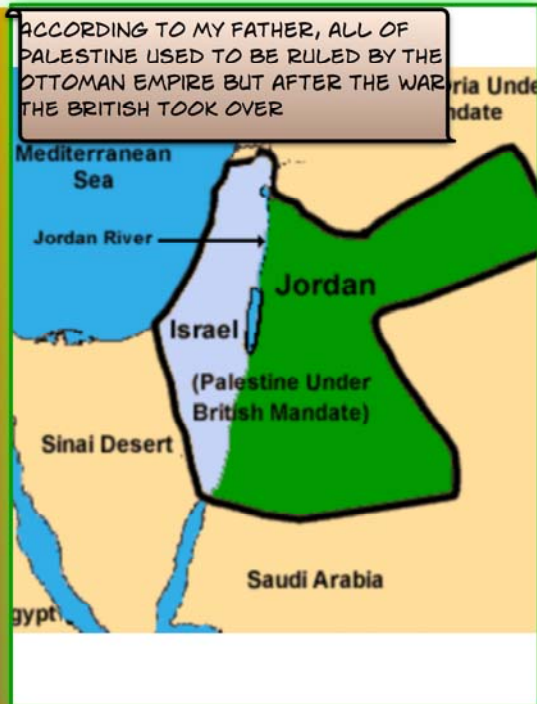 ACCORDING TO MY FATHER, ALL OF
PALESTINE USED TO BE RULED BY THE
OTTOMAN EMPIRE BUT AFTER THE WAR
THE BRITISH TOOK OVER
ria Unde
ndate
Mediterranean
Sea
Jordan River
Jordan
Israel
(Palestine Under
British Mandate)
Sinai Desert
Saudi Arabia
gypt